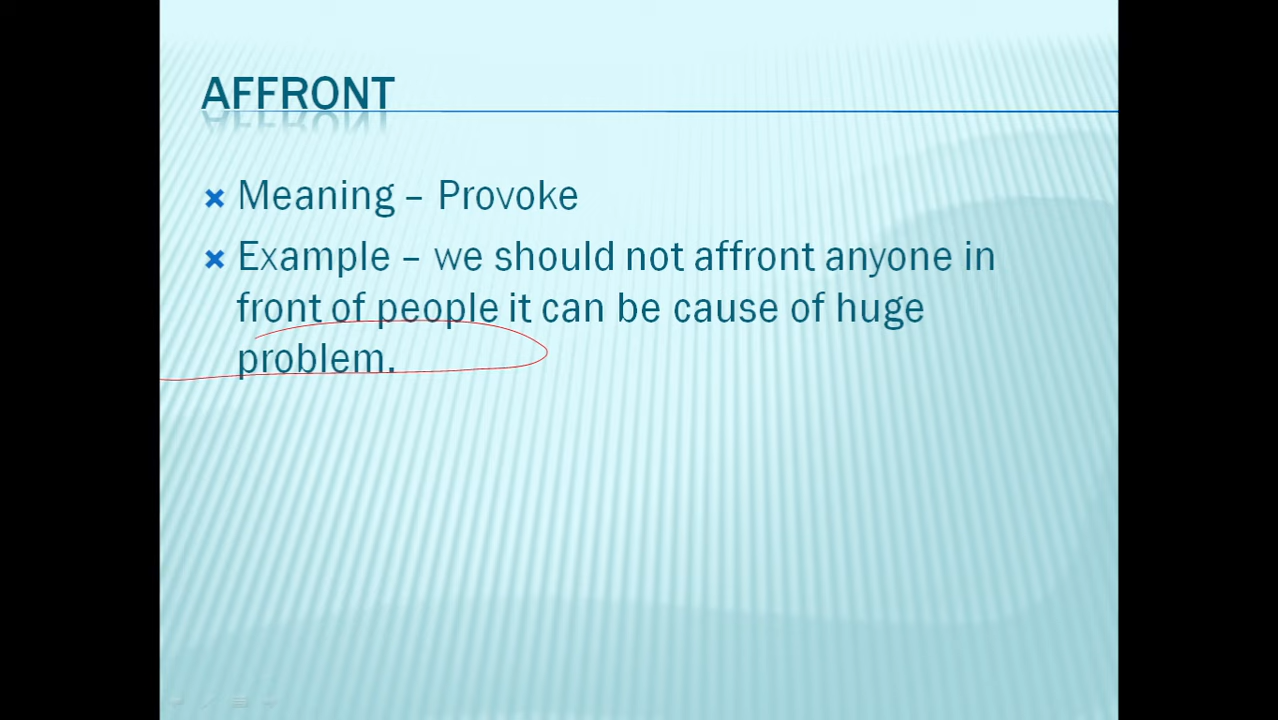 AFFRONT
Meaning – Provoke
Example – we should not affront anyone in
front of people it can be cause of huge
problem.